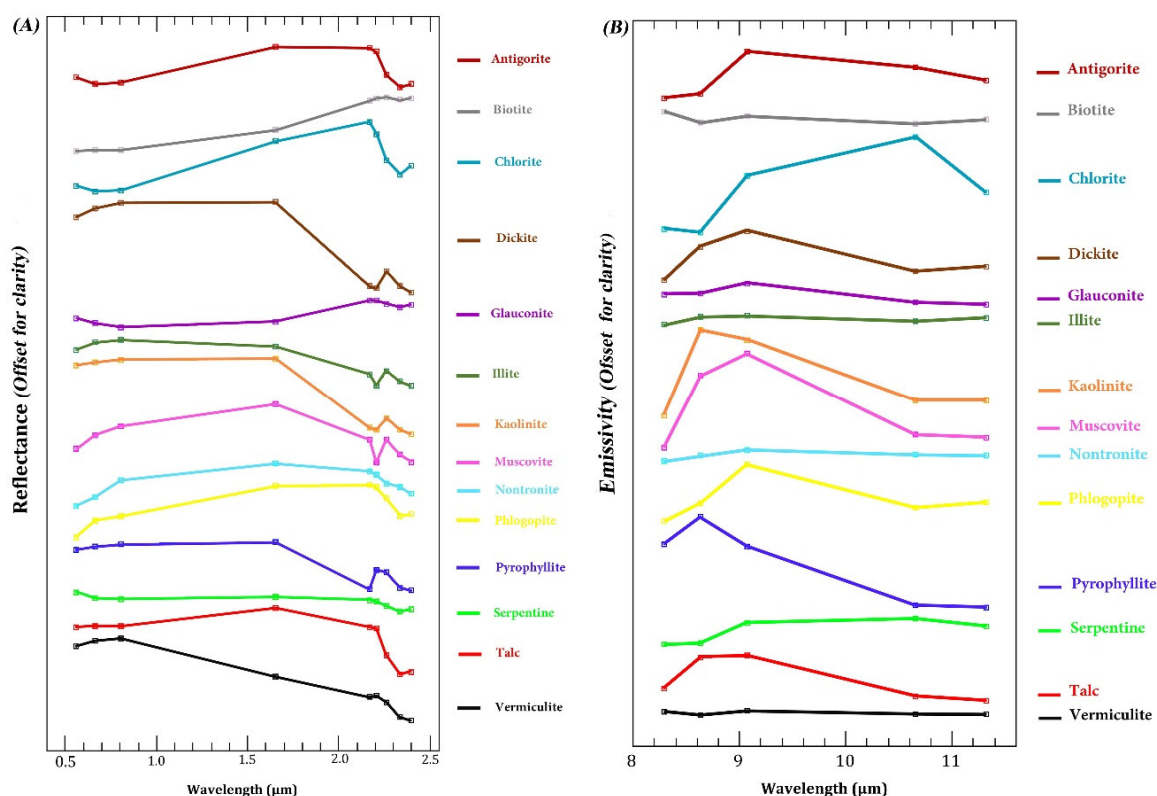 (A)
Antigorite
Biotite
Chlorite
Dickite
Glauconite
Illite
Kaolinite
Muscovite
Nontronite
Phlogopite
Pyrophyllite
Serpentine
Talc
Vermiculite
Reflectance (Offset for clarity)
0.5 1.0 1.5 2.0 2.5
Wavelength (µm)
(B)
Antigorite
Biotite
Chlorite
Dickite
Glauconite
Illite
Kaolinite
Muscovite
Nontronite
Phlogopite
Pyrophyllite
Serpentine
Talc
Vermiculite
Emissivity (Ofsset for clarity)
8 9 10 11
Wavelength (µm)